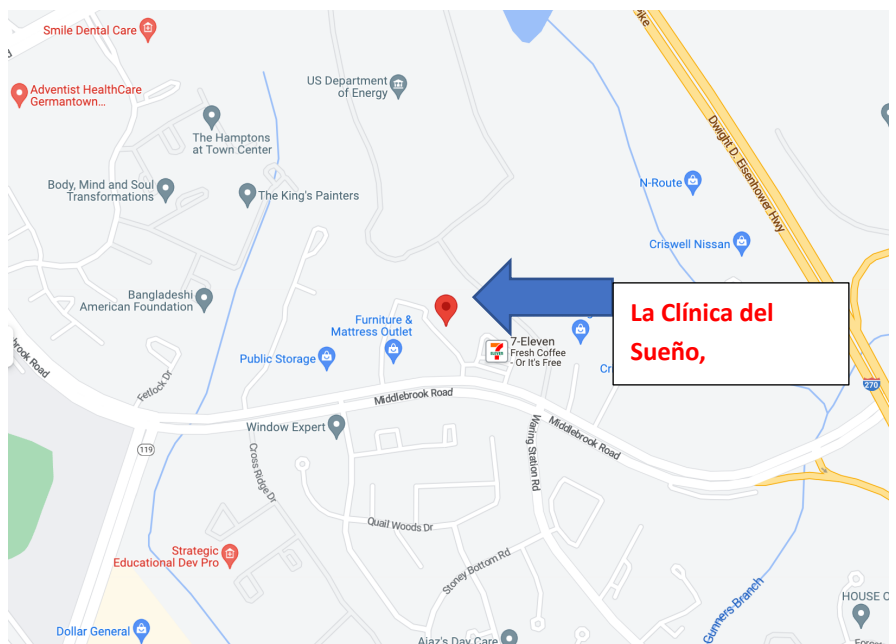 Smile Dental Care
Adventist HealthCare
Germantown...
US Department
of Energy
The Hamptons
at Town Center
Body, Mind and Soul
Transformations
The King's Painters
Dwight D. Eisenhower Hwy
N-Route
Criswell Nissan
Bangladeshi
American Foundation
Furniture &
Mattress Outlet
Public Storage
7-Eleven
Fresh Coffee
- Or It's Free
La Clínica del
Sueño,
270
Fetlock Dr
Middlebrook Road
Middlebrook Road
Window Expert
119
Cross Ridge Dr
Waring Station Rd
Quail Woods Dr
Stoney Bottom Rd
Strategic
Educational Dev Pro
Gunners Branch
Dollar General
Ajaz's Day Care